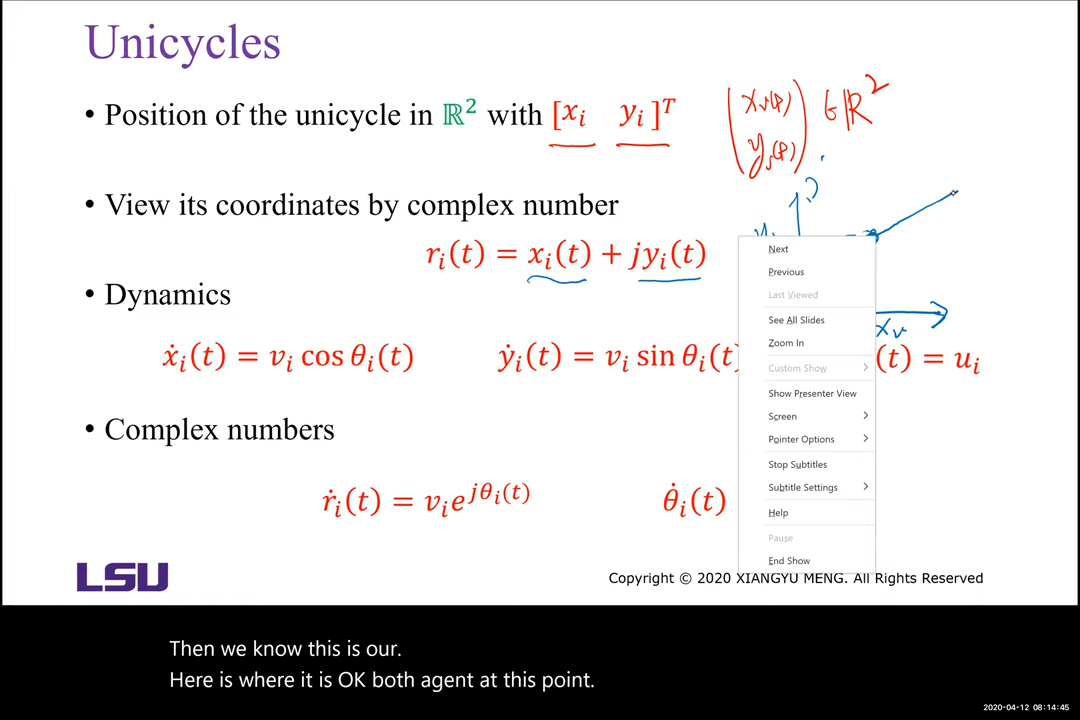 Unicycles
• Position of the unicycle in ℝ² with [xᵢ yᵢ]ᵀ
(xᵢ(t)
yᵢ(t)) ∈ ℝ²
• View its coordinates by complex number
rᵢ(t) = xᵢ(t) + jyᵢ(t)
xᵢ
• Dynamics
ẋᵢ(t) = vᵢ cos θᵢ(t) ẏᵢ(t) = vᵢ sin θᵢ(t (t) = uᵢ
• Complex numbers
ṙᵢ(t) = vᵢe^{jθᵢ(t)} θ̇ᵢ(t)
Next
Previous
Last Viewed
See All Slides
Zoom In
Custom Show
Show Presenter View
Screen
Pointer Options
Stop Subtitles
Subtitle Settings
Help
Pause
End Show
LSU
Copyright © 2020 XIANGYU MENG. All Rights Reserved
Then we know this is our.
Here is where it is OK both agent at this point.
2020-04-12 08:14:45